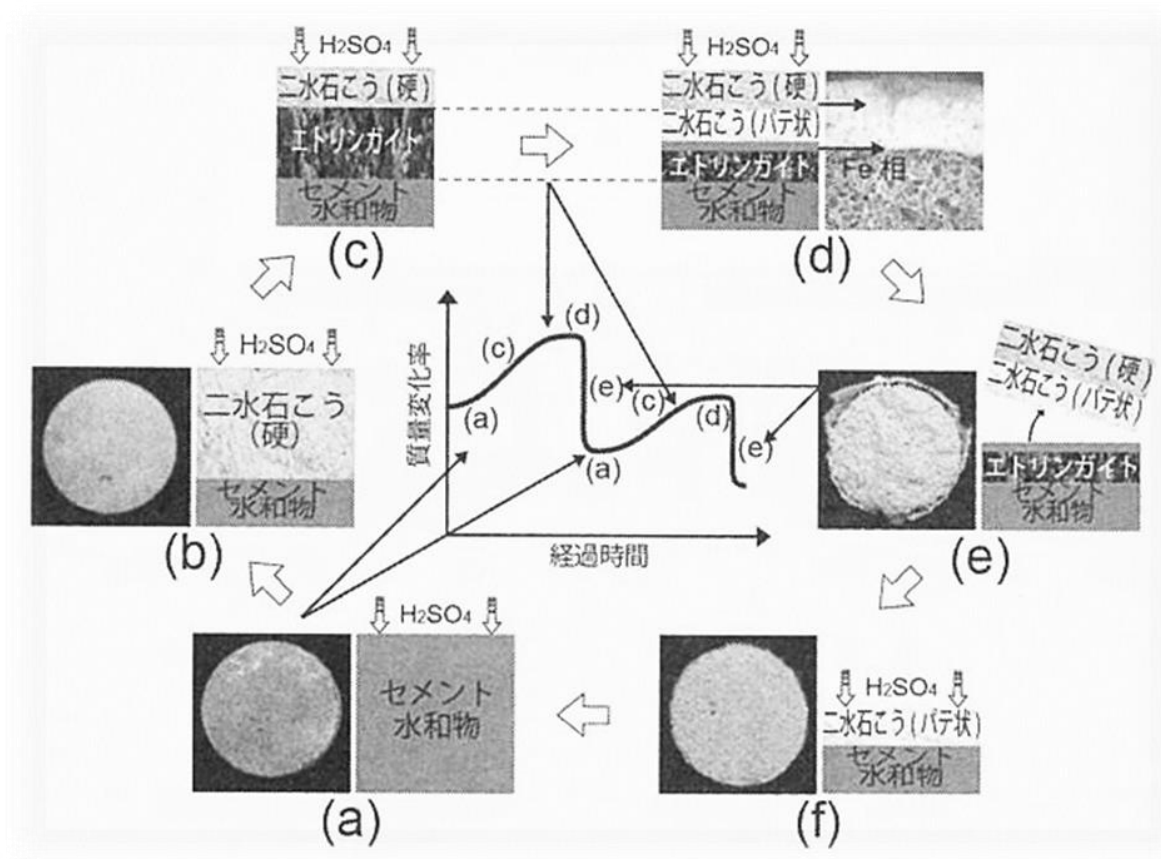 H2SO4
二水石こう(硬)
エトリンガイト
セメント
水和物
(c)
H2SO4
二水石こう(硬)
二水石こう(パテ状)
エトリンガイト
セメント
水和物
Fe相
(d)
H2SO4
二水石こう
(硬)
セメント
水和物
(b)
質量変化率
経過時間
(a)
(c)
(d)
(e)
(a)
(c)
(d)
(e)
二水石こう(硬)
二水石こう(パテ状)
エトリンガイト
セメント
水和物
(e)
H2SO4
セメント
水和物
(a)
H2SO4
二水石こう(パテ状)
セメント
水和物
(f)